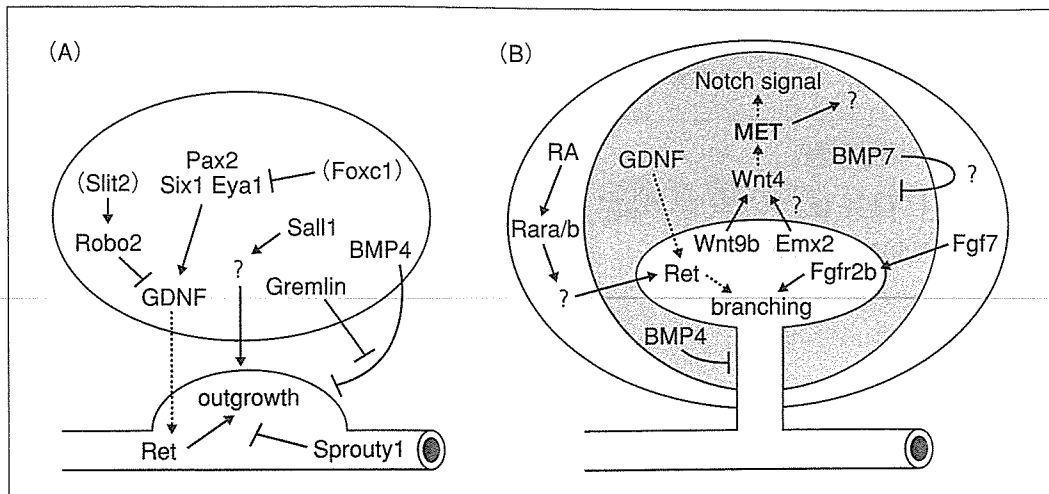 (A)
Pax2
Six1 Eya1
(Foxc1)
(Slit2)
Robo2
Sall1
?
BMP4
GDNF
Gremlin
outgrowth
Ret
Sprouty1
(B)
Notch signal
?
MET
RA
GDNF
BMP7
?
Wnt4
?
Rara/b
Wnt9b Emx2
Fgf7
Ret
Fgfr2b
?
branching
BMP4